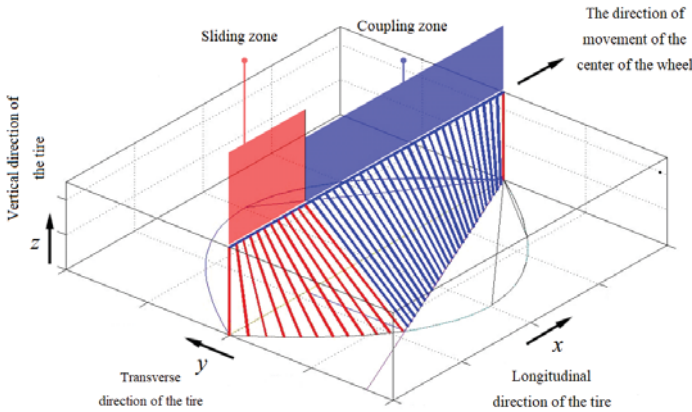 Sliding zone
Coupling zone
The direction of
movement of the
center of the wheel
Vertical direction of
the tire
z
y
x
Transverse
direction of the tire
Longitudinal
direction of the tire